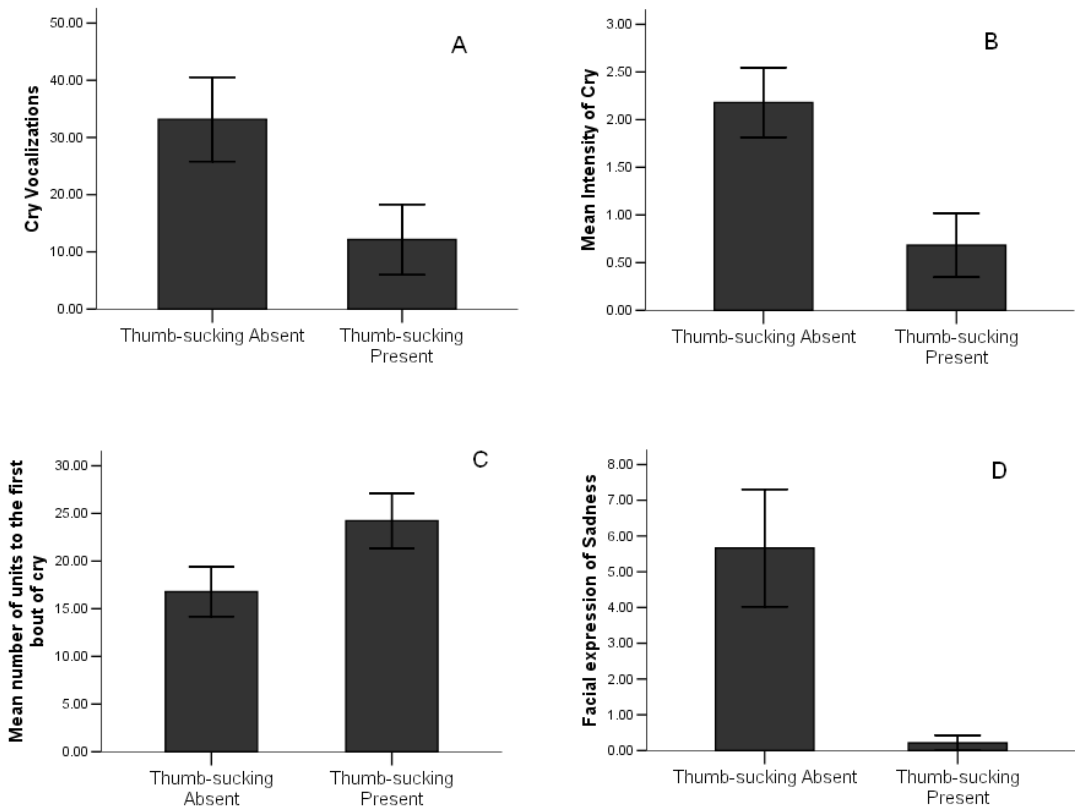 A
Cry Vocalizations
50.00
40.00
30.00
20.00
10.00
0.00
Thumb-sucking Absent
Thumb-sucking
Present
B
Mean Intensity of Cry
3.00
2.50
2.00
1.50
1.00
0.50
0.00
Thumb-sucking Absent
Thumb-sucking
Present
C
Mean number of units to the first
bout of cry
30.00
25.00
20.00
15.00
10.00
5.00
0.00
Thumb-sucking
Absent
Thumb-sucking
Present
D
Facial expression of Sadness
8.00
7.00
6.00
5.00
4.00
3.00
2.00
1.00
0.00
Thumb-sucking Absent
Thumb-sucking
Present